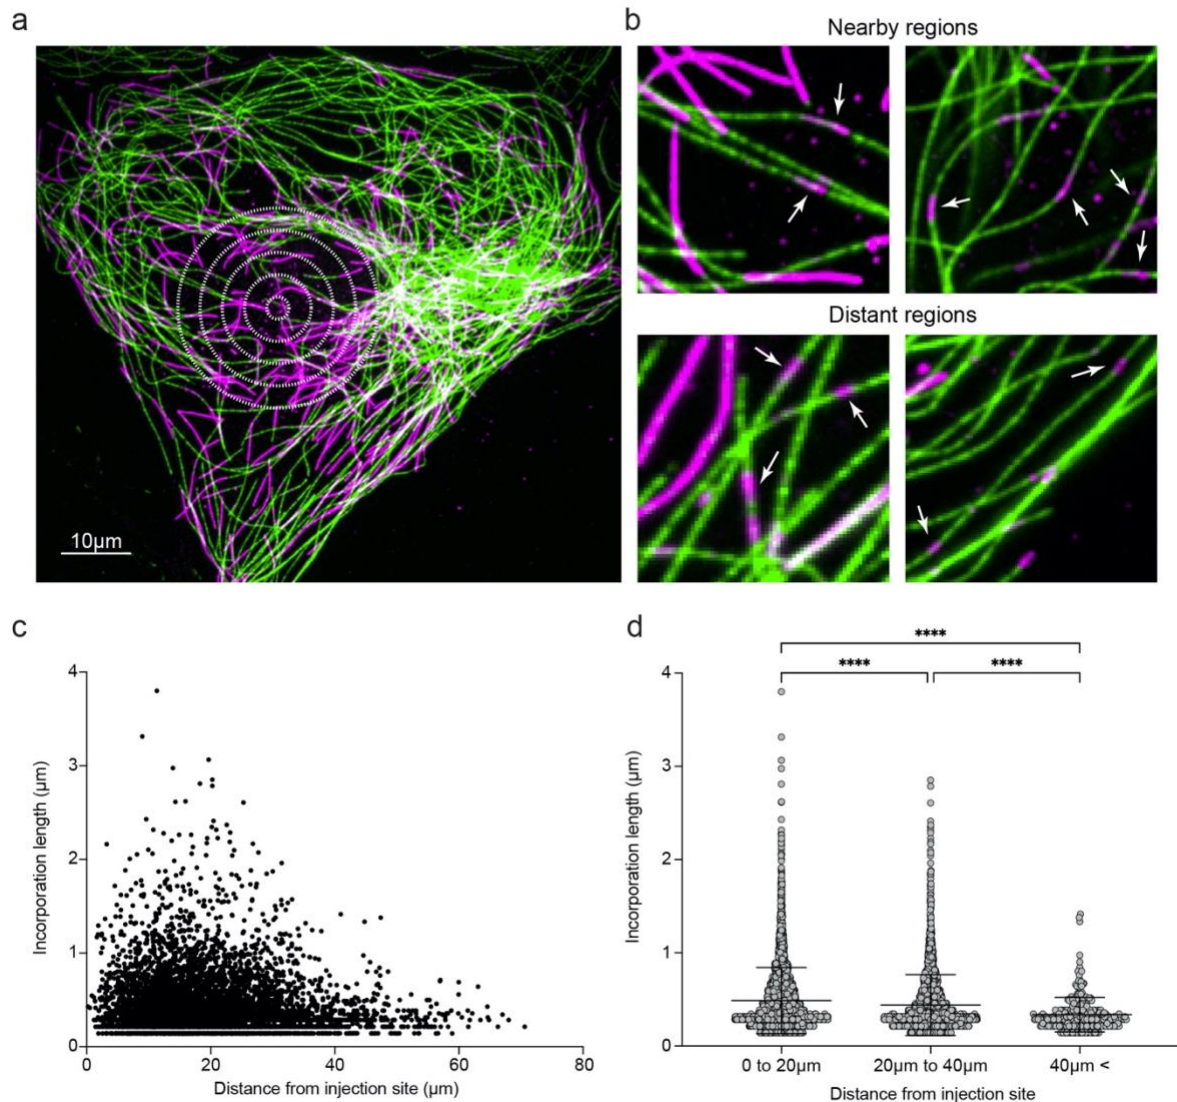 a
b
Nearby regions
10µm
Distant regions
c
Incorporation length (µm)
4
3
2
1
0
0
20
40
60
80
Distance from injection site (µm)
d
****
****
****
Incorporation length (µm)
4
3
2
1
0
0 to 20µm
20µm to 40µm
40µm <
Distance from injection site